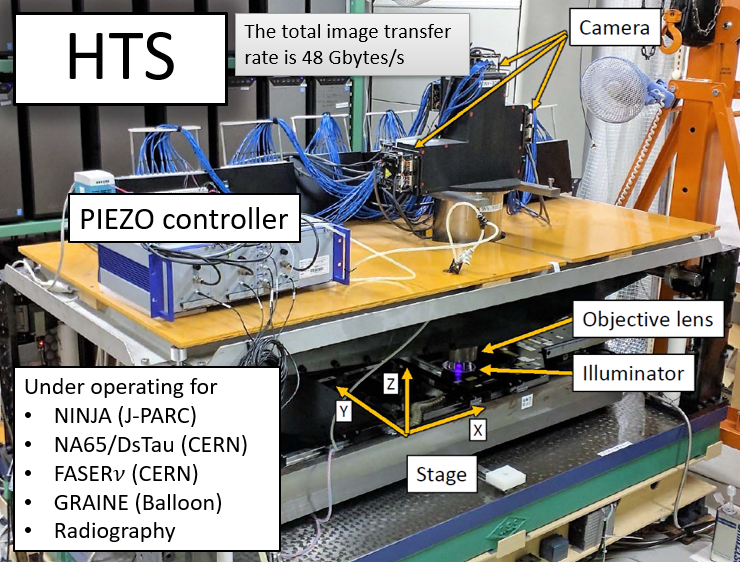 HTS
The total image transfer
rate is 48 Gbytes/s
Camera
PIEZO controller
Objective lens
Illuminator
Z
Y
X
Stage
Under operating for
• NINJA (J-PARC)
• NA65/DsTau (CERN)
• FASERν (CERN)
• GRAINE (Balloon)
• Radiography